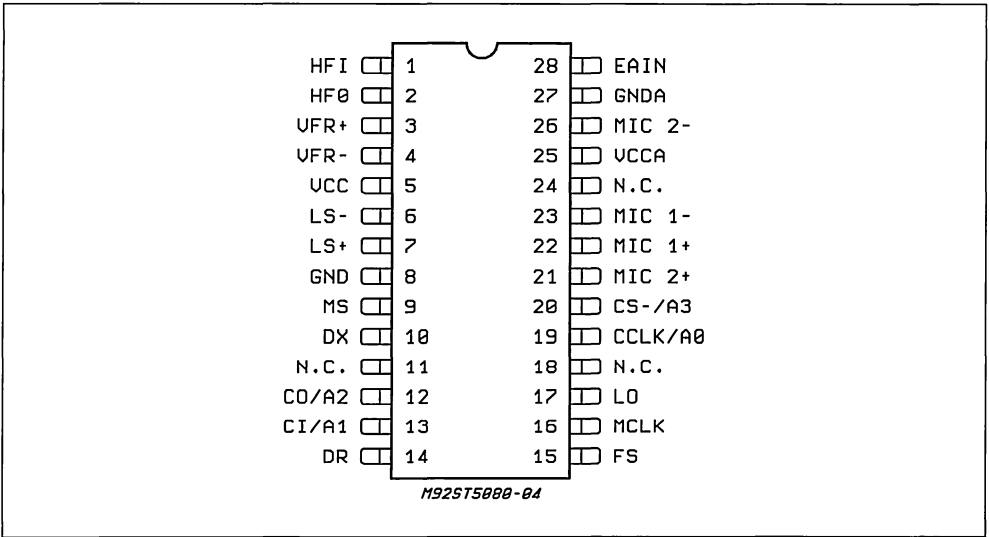 HFI 1 28 EAIN
HF0 2 27 GNDA
VFR+ 3 26 MIC 2-
VFR- 4 25 VCCA
VCC 5 24 N.C.
LS- 6 23 MIC 1-
LS+ 7 22 MIC 1+
GND 8 21 MIC 2+
MS 9 20 CS-/A3
DX 10 19 CCLK/A0
N.C. 11 18 N.C.
CO/A2 12 17 LO
CI/A1 13 16 MCLK
DR 14 15 FS
M92ST5080-04